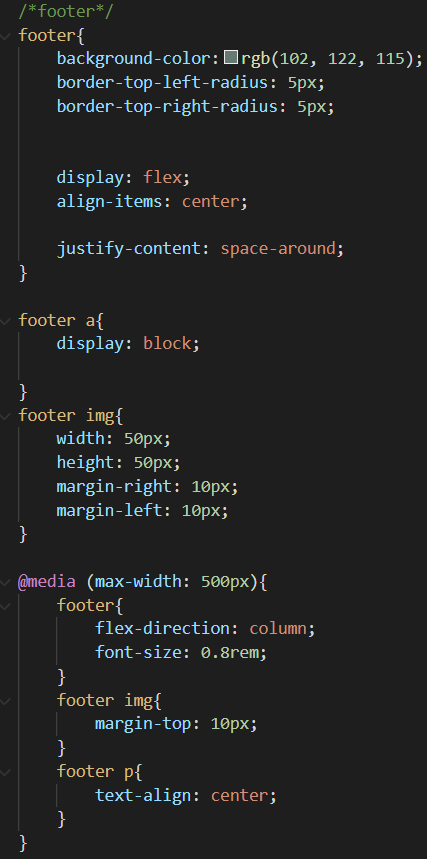 /*footer*/
footer{
background-color: rgb(102, 122, 115);
border-top-left-radius: 5px;
border-top-right-radius: 5px;
display: flex;
align-items: center;
justify-content: space-around;
}
footer a{
display: block;
}
footer img{
width: 50px;
height: 50px;
margin-right: 10px;
margin-left: 10px;
}
@media (max-width: 500px){
footer{
flex-direction: column;
font-size: 0.8rem;
}
footer img{
margin-top: 10px;
}
footer p{
text-align: center;
}
}